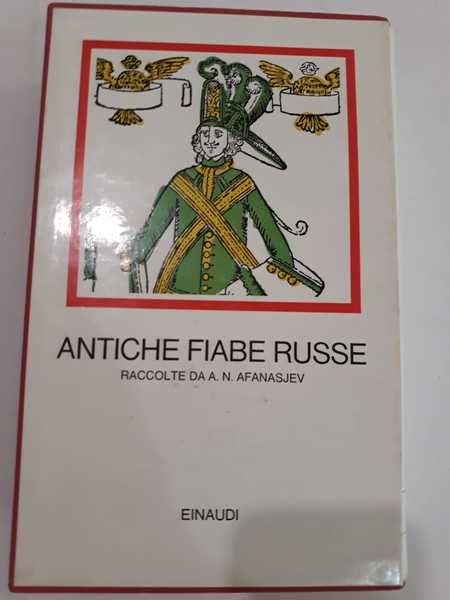 ANTICHE FIABE RUSSE
RACCOLTE DA A. N. AFANASJEV
EINAUDI